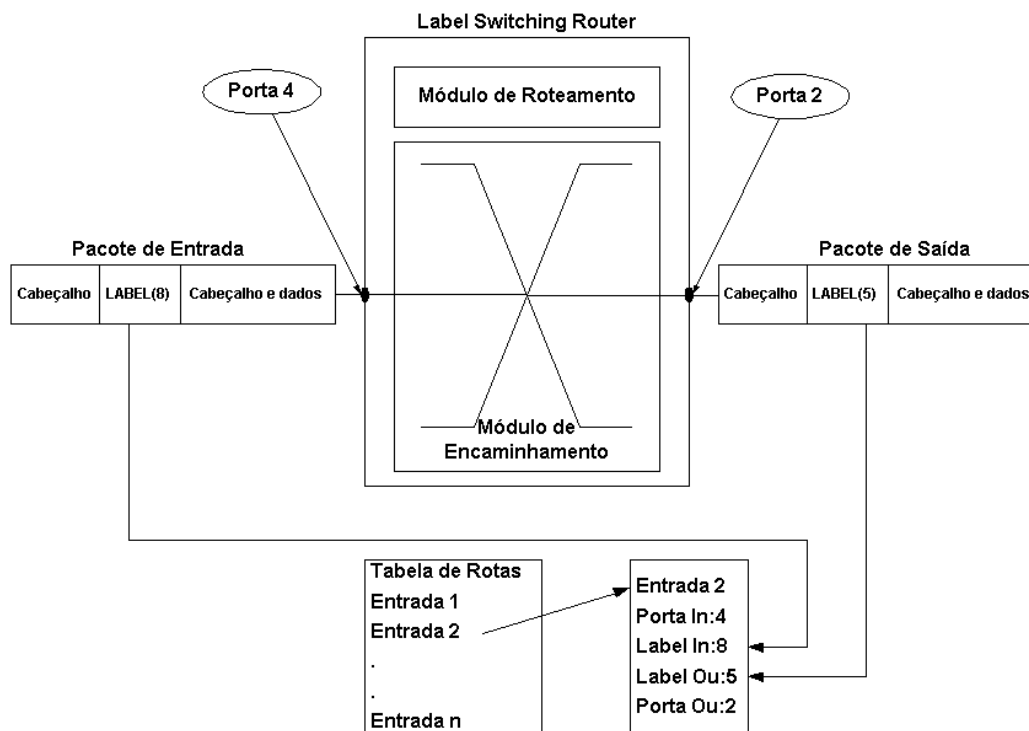 Label Switching Router
Porta 4
Módulo de Roteamento
Porta 2
Pacote de Entrada
Pacote de Saída
Cabeçalho
LABEL(8)
Cabeçalho e dados
Cabeçalho
LABEL(5)
Cabeçalho e dados
Módulo de
Encaminhamento
Tabela de Rotas
Entrada 1
Entrada 2
.
.
Entrada n
Entrada 2
Porta In:4
Label In:8
Label Ou:5
Porta Ou:2